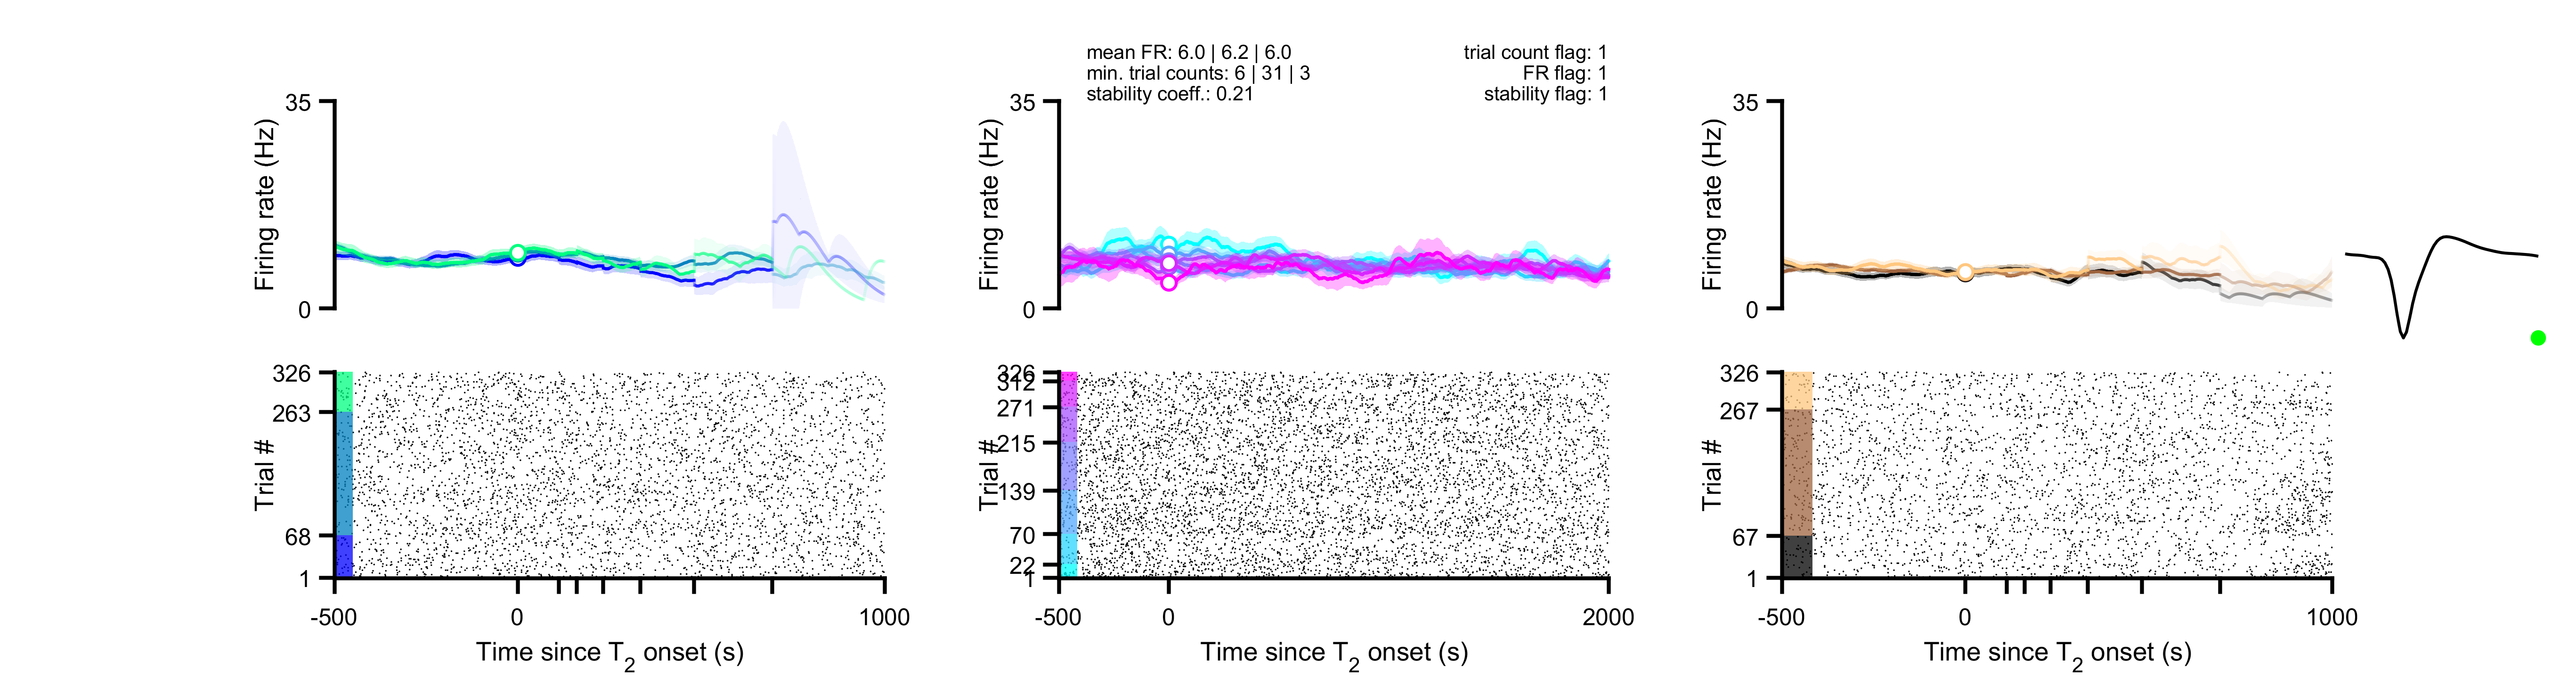 mean FR: 6.0 | 6.2 | 6.0
min. trial counts: 6 | 31 | 3
stability coeff.: 0.21
trial count flag: 1
FR flag: 1
stability flag: 1
35
0
Firing rate (Hz)
35
0
Firing rate (Hz)
35
0
Firing rate (Hz)
326
263
68
1
Trial #
-500
0
1000
Time since T2 onset (s)
326
312
271
215
139
70
22
1
Trial #
-500
0
2000
Time since T2 onset (s)
326
267
67
1
Trial #
-500
0
1000
Time since T2 onset (s)